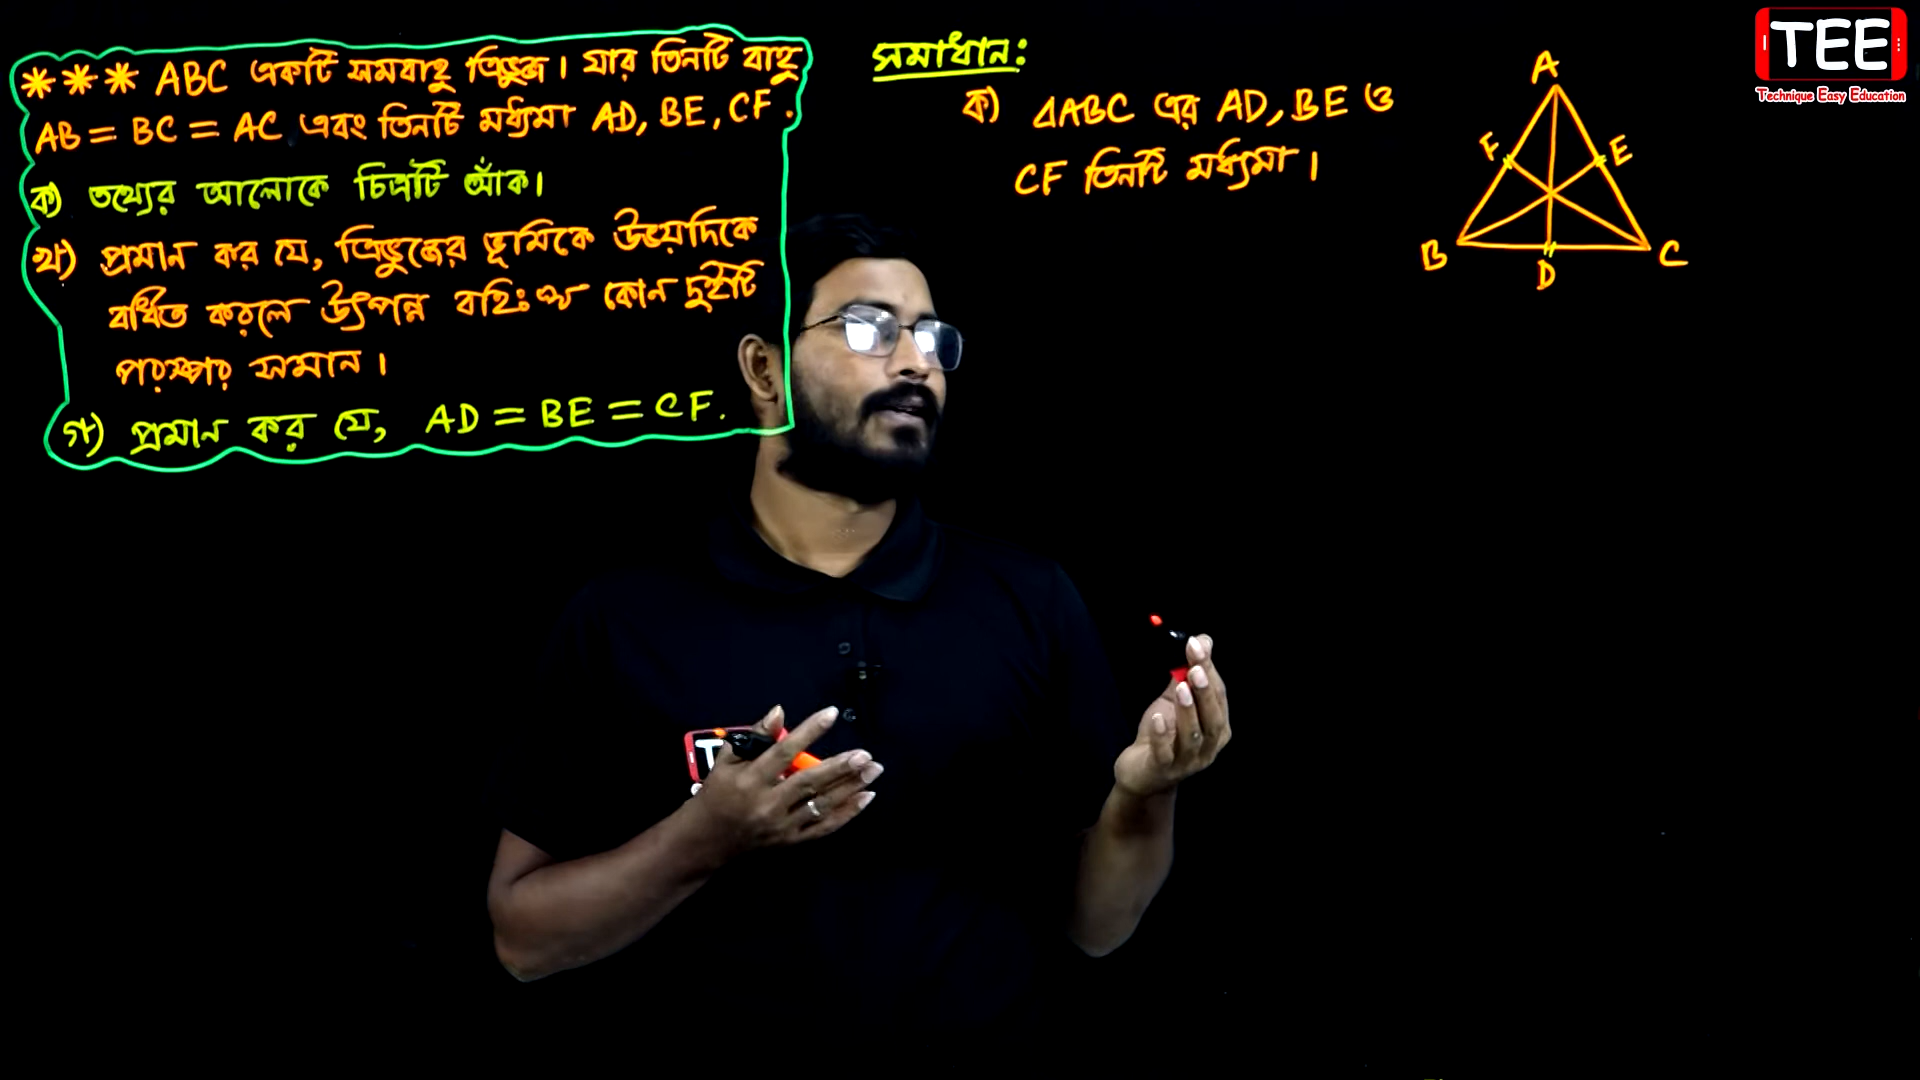 *** ABC একটি সমবাহু ত্রিভুজ। যার তিনটি বাহু
AB = BC = AC এবং তিনটি মধ্যমা AD, BE, CF.
ক) তথ্যের আলোকে চিত্রটি আঁক।
খ) প্রমান কর যে, ত্রিভুজের ভূমিকে উভয়দিকে
বর্ধিত করলে উৎপন্ন বহিঃস্থ কোন দুইটি
পরস্পর সমান।
গ) প্রমান কর যে, AD = BE = CF.
সমাধান:
ক) ΔABC এর AD, BE ও
CF তিনটি মধ্যমা।
A
F
E
B
D
C
TEE
Technique Easy Education
T